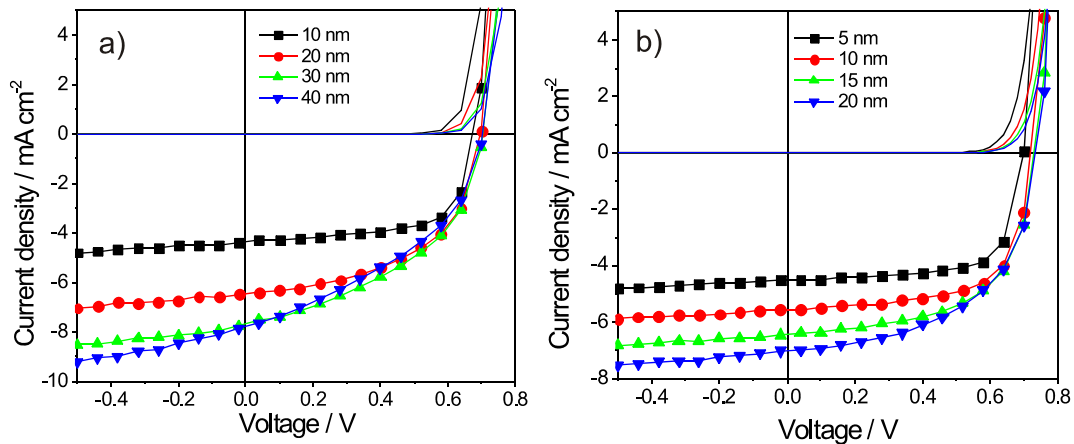 a)
10 nm
20 nm
30 nm
40 nm
4
2
0
-2
-4
-6
-8
-10
-0.4 -0.2 0.0 0.2 0.4 0.6 0.8
Voltage / V
Current density / mA cm-2
b)
5 nm
10 nm
15 nm
20 nm
4
2
0
-2
-4
-6
-8
-0.4 -0.2 0.0 0.2 0.4 0.6 0.8
Voltage / V
Current density / mA cm-2